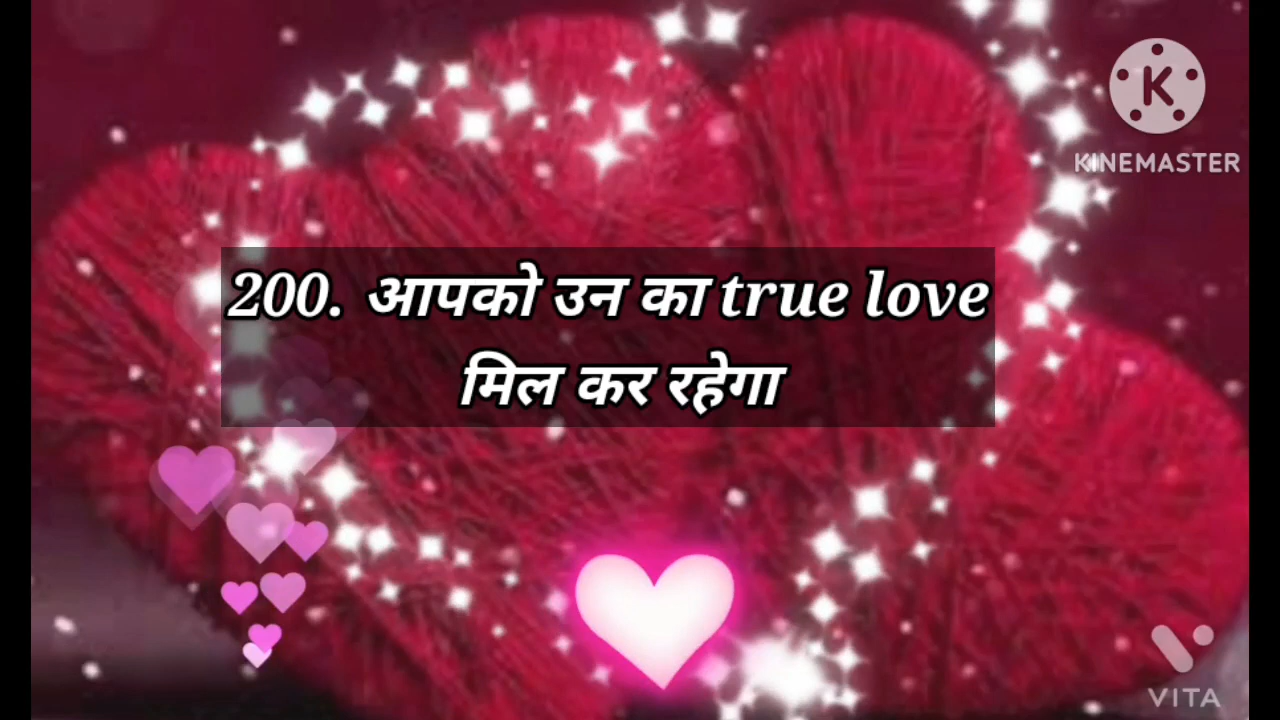 200. आपको उन का true love
मिल कर रहेगा
K
KINEMASTER
VITA